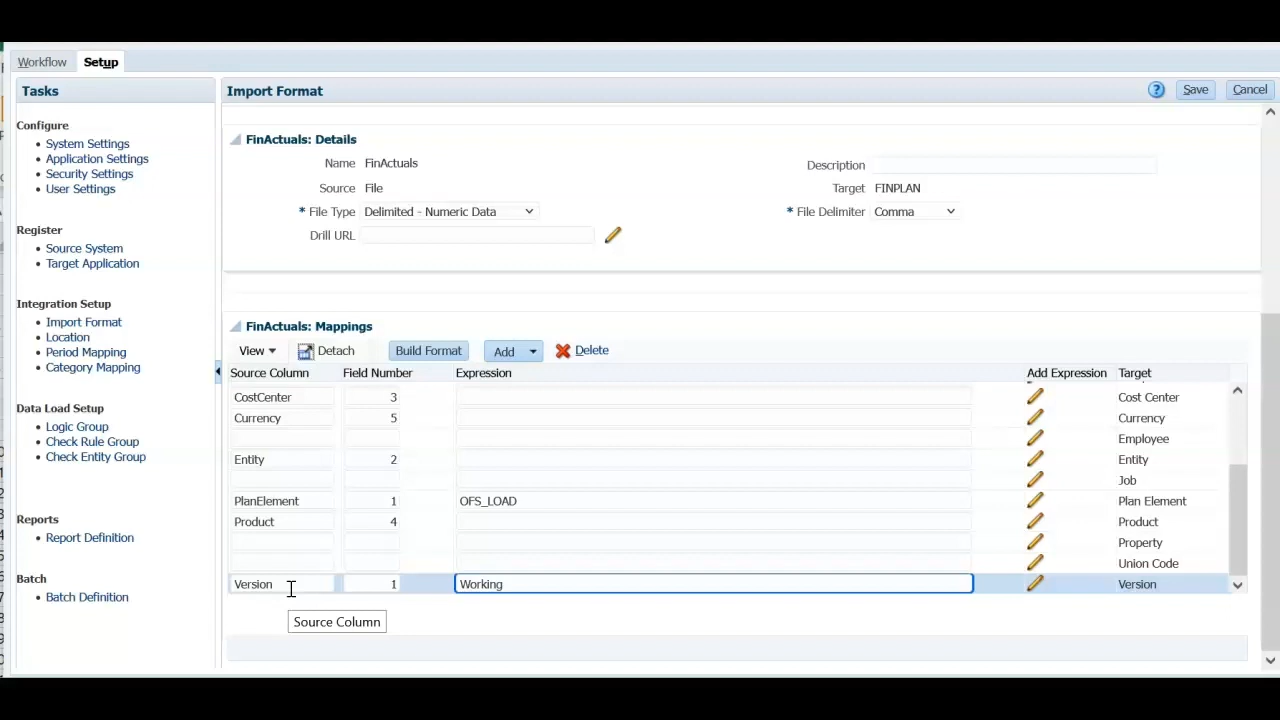 Workflow Setup
Tasks
Import Format
? Save Cancel
Configure
System Settings
Application Settings
Security Settings
User Settings
Register
Source System
Target Application
Integration Setup
Import Format
Location
Period Mapping
Category Mapping
Data Load Setup
Logic Group
Check Rule Group
Check Entity Group
Reports
Report Definition
Batch
Batch Definition
FinActuals: Details
Name FinActuals
Description
Source File
Target FINPLAN
* File Type Delimited - Numeric Data
* File Delimiter Comma
Drill URL
FinActuals: Mappings
View Detach Build Format Add Delete
Source Column Field Number Expression Add Expression Target
CostCenter 3 Cost Center
Currency 5 Currency
Employee
Entity 2 Entity
Job
PlanElement 1 OFS_LOAD Plan Element
Product 4 Product
Property
Union Code
Version 1 Working Version
Source Column